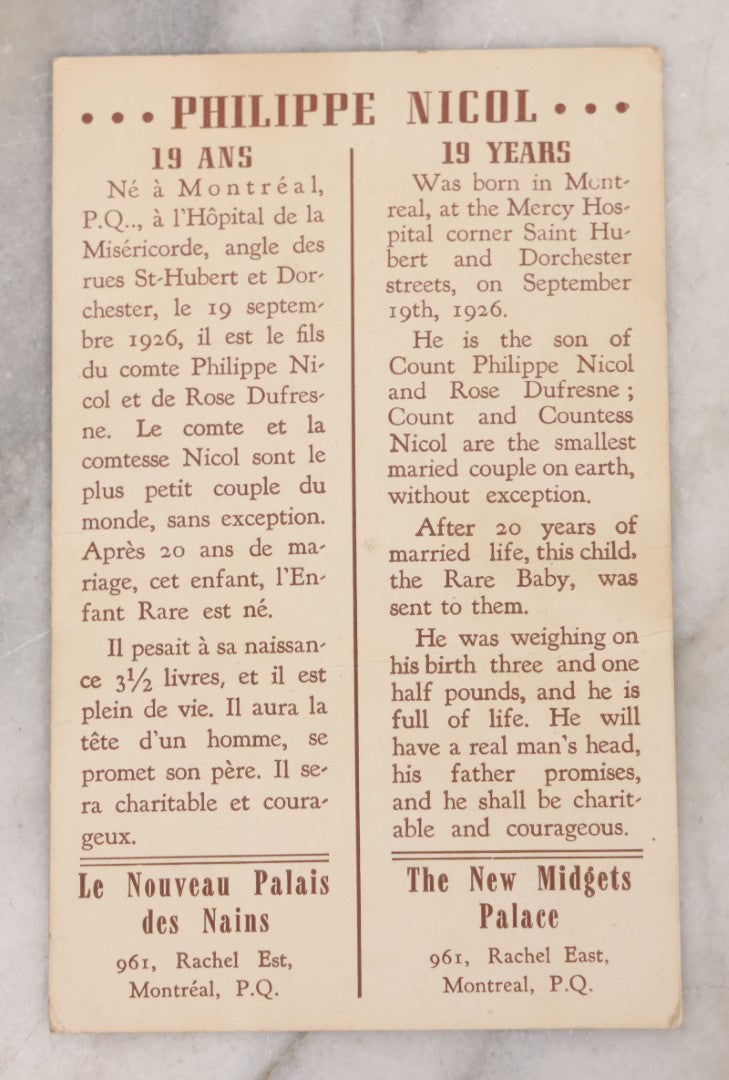 • • • PHILIPPE NICOL • • •
19 ANS
Né à Montréal,
P.Q.., à l'Hôpital de la
Miséricorde, angle des
rues St-Hubert et Dor-
chester, le 19 septem-
bre 1926, il est le fils
du comte Philippe Ni-
col et de Rose Dufres-
ne. Le comte et la
comtesse Nicol sont le
plus petit couple du
monde, sans exception.
Après 20 ans de ma-
riage, cet enfant, l'En-
fant Rare est né.
Il pesait à sa naissan-
ce 3½ livres, et il est
plein de vie. Il aura la
tête d'un homme, se
promet son père. Il se-
ra charitable et coura-
geux.
Le Nouveau Palais
des Nains
961, Rachel Est,
Montréal, P.Q.
19 YEARS
Was born in Mont-
real, at the Mercy Hos-
pital corner Saint Hu-
bert and Dorchester
streets, on September
19th, 1926.
He is the son of
Count Philippe Nicol
and Rose Dufresne ;
Count and Countess
Nicol are the smallest
maried couple on earth,
without exception.
After 20 years of
married life, this child,
the Rare Baby, was
sent to them.
He was weighing on
his birth three and one
half pounds, and he is
full of life. He will
have a real man's head,
his father promises,
and he shall be charit-
able and courageous.
The New Midgets
Palace
961, Rachel East,
Montreal, P.Q.